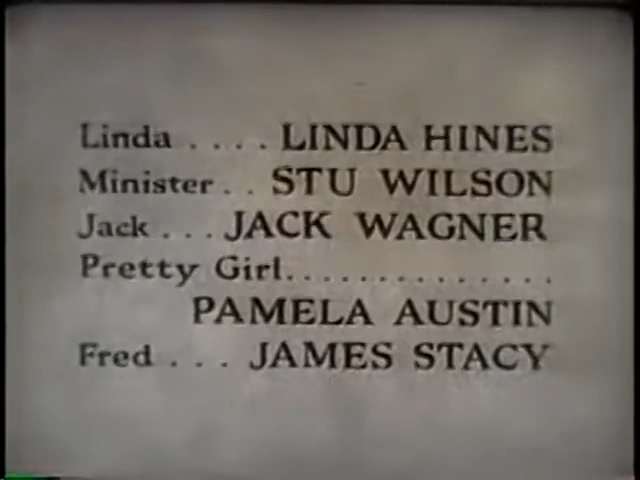 Linda . . . . LINDA HINES
Minister . . STU WILSON
Jack . . . JACK WAGNER
Pretty Girl. . . . . . . . . . . . . .
PAMELA AUSTIN
Fred . . . JAMES STACY